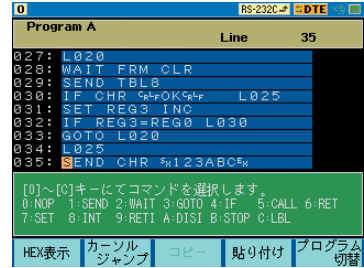 0 RS-232C DTE
Program A
Line 35
027: L020
028: WAIT FRM CLR
029: SEND TBL8
030: IF CHR CRLFOKCRLF L025
031: SET REG3 INC
032: IF REG3=REG0 L030
033: GOTO L020
034: L025
035: SEND CHR SX123ABCEX
[0]~[C]キーにてコマンドを選択します。
0:NOP 1:SEND 2:WAIT 3:GOTO 4:IF 5:CALL 6:RET
7:SET 8:INT 9:RETI A:DISI B:STOP C:LBL
HEX表示 カーソルジャンプ コピー 貼り付け プログラム切替